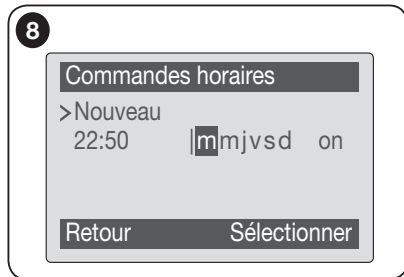 8
Commandes horaires
>Nouveau
22:50 |mmjvsd on
Retour Sélectionner